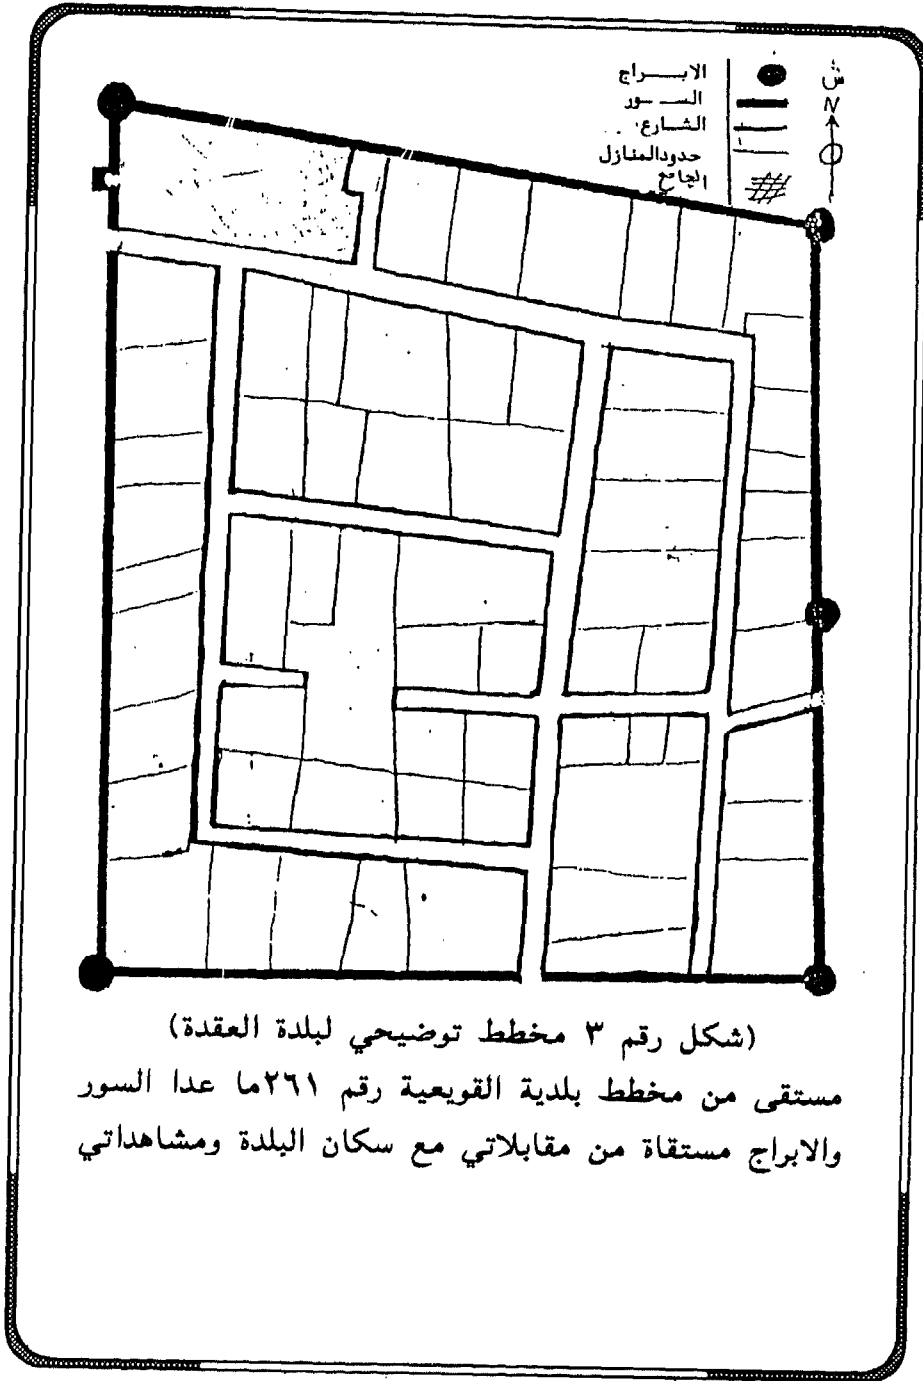 الابـــراج
الســـور
الشـارع
حدودالمنازل
الجامع
ش
N
(شكل رقم ٣ مخطط توضيحي لبلدة العقدة)
مستقى من مخطط بلدية القويعية رقم ٢٦١ما عدا السور
والابراج مستقاة من مقابلاتي مع سكان البلدة ومشاهداتي